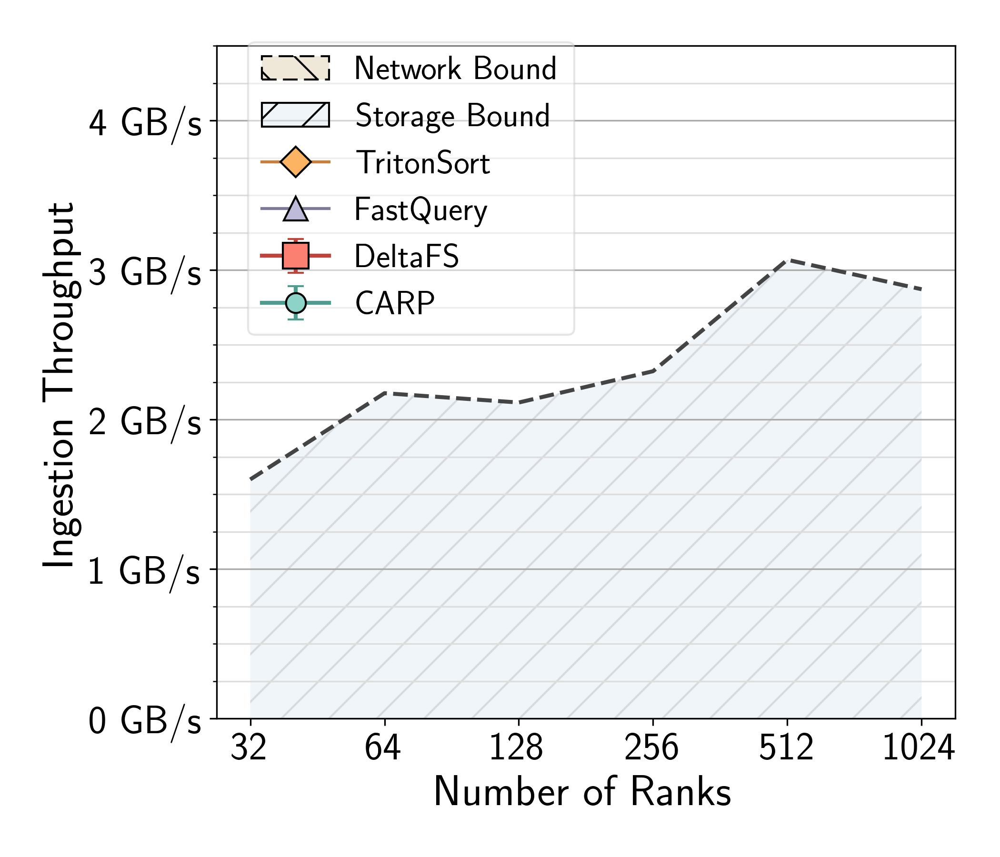 Network Bound
Storage Bound
TritonSort
FastQuery
DeltaFS
CARP
Ingestion Throughput
4 GB/s
3 GB/s
2 GB/s
1 GB/s
0 GB/s
32 64 128 256 512 1024
Number of Ranks